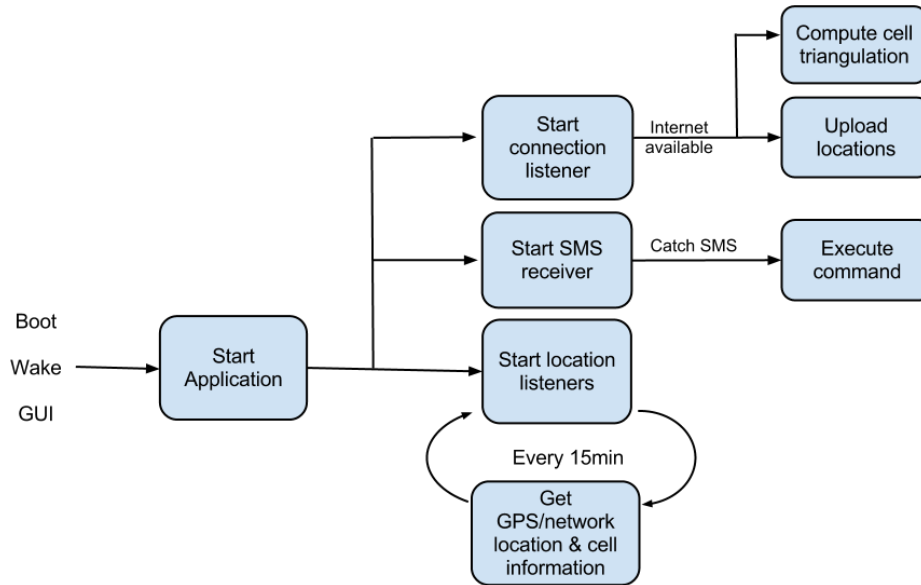 Compute cell
triangulation
Start
connection
listener
Internet
available
Upload
locations
Start SMS
receiver
Catch SMS
Execute
command
Boot
Wake
GUI
Start
Application
Start location
listeners
Every 15min
Get
GPS/network
location & cell
information